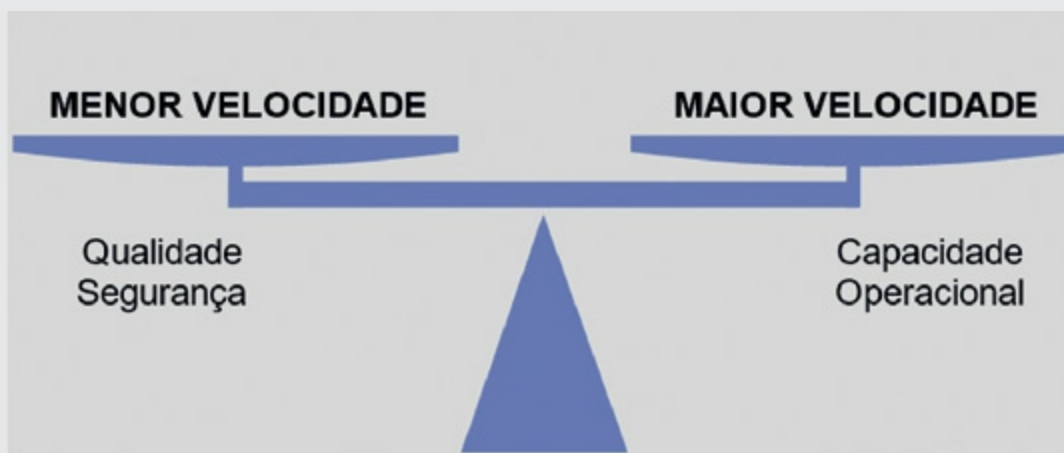 MENOR VELOCIDADE
MAIOR VELOCIDADE
Qualidade
Segurança
Capacidade
Operacional